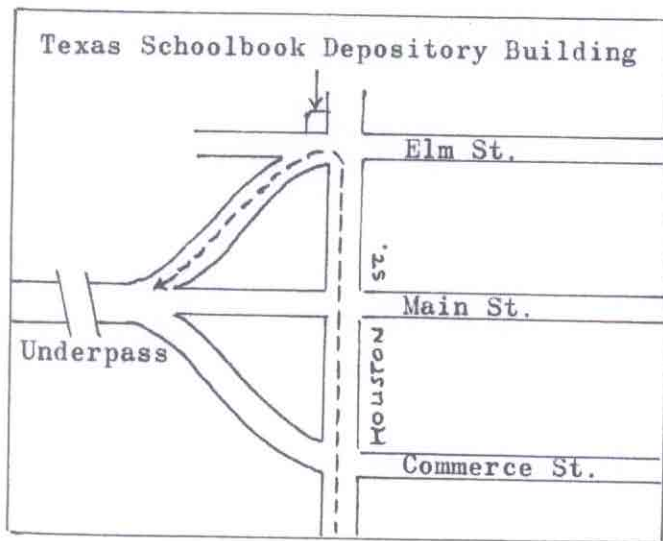 Texas Schoolbook Depository Building
Elm St.
HOUSTON ST.
Main St.
Underpass
Commerce St.